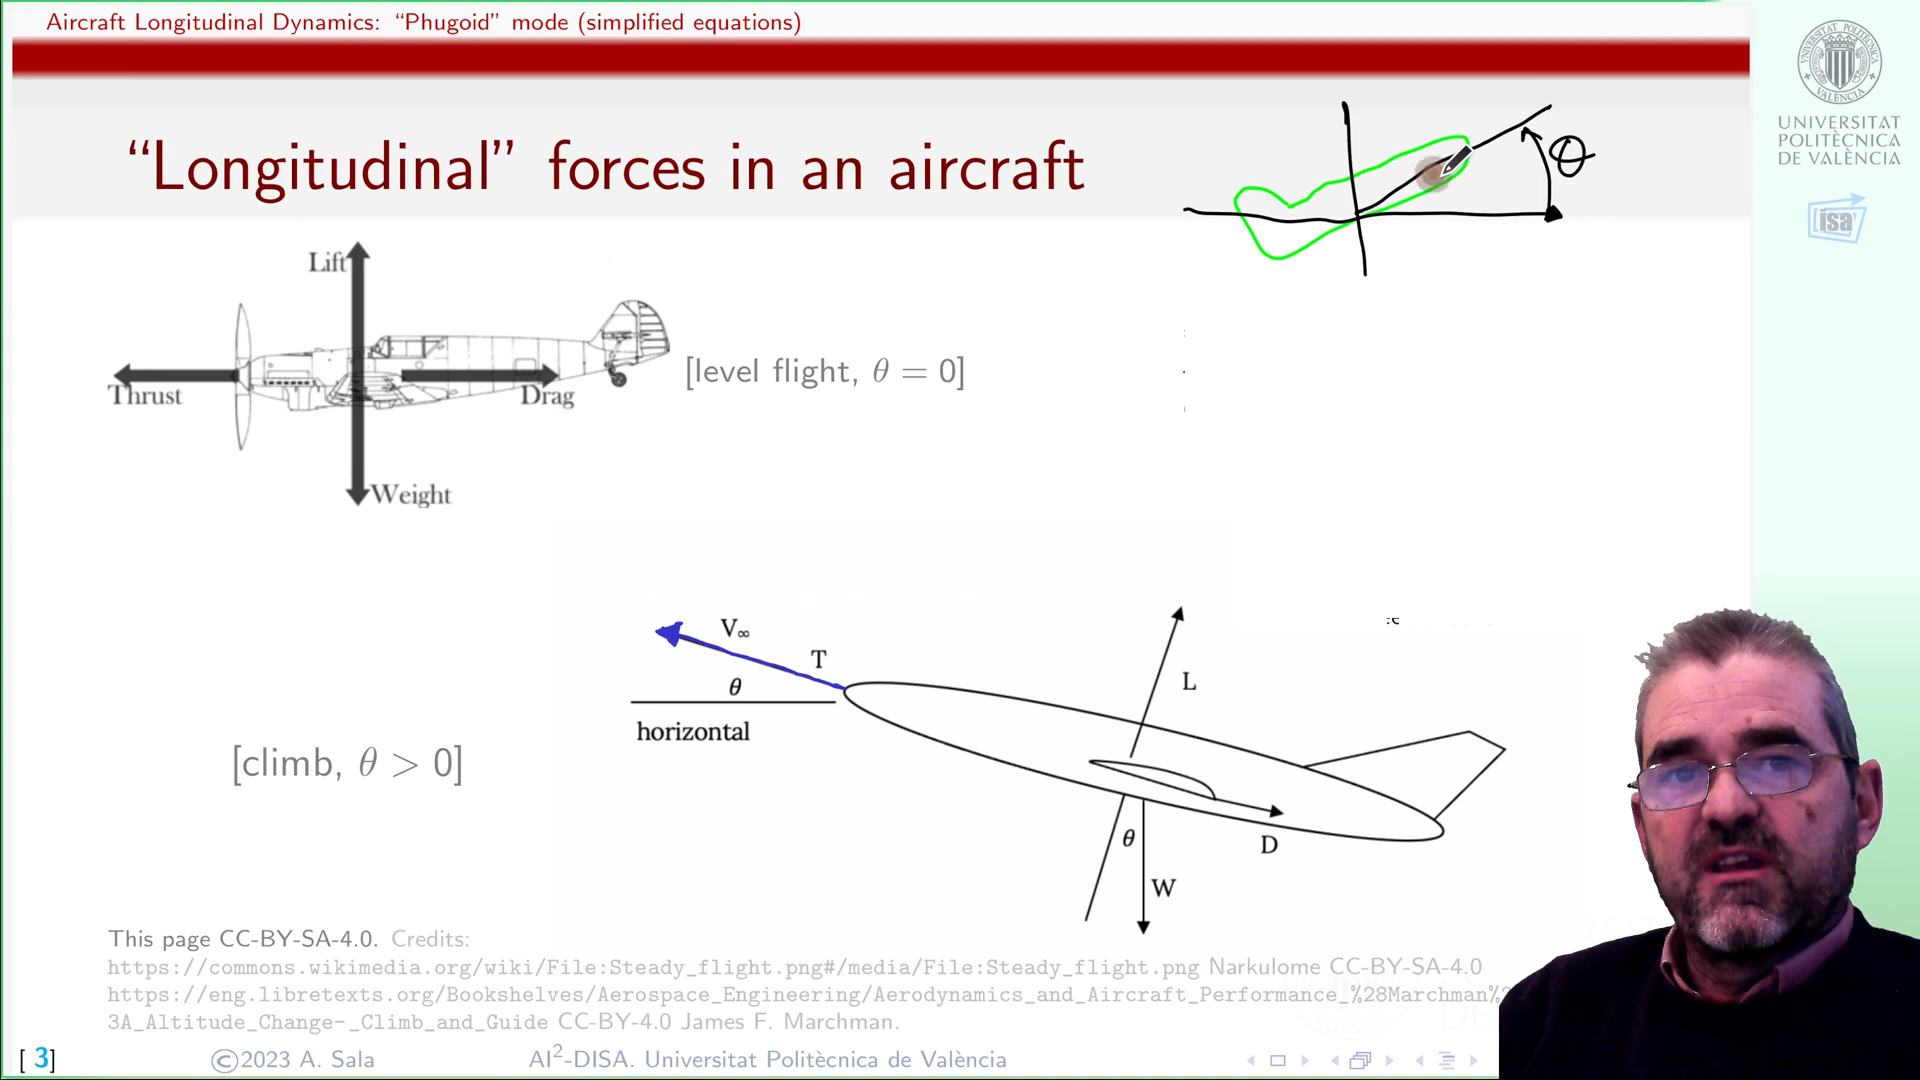 Aircraft Longitudinal Dynamics: “Phugoid” mode (simplified equations)
UNIVERSITAT
POLITÈCNICA
DE VALÈNCIA
isa
“Longitudinal” forces in an aircraft
θ
Lift
Thrust
Drag
Weight
[level flight, θ = 0]
V∞
T
θ
horizontal
L
[climb, θ > 0]
θ
D
W
This page CC-BY-SA-4.0. Credits:
https://commons.wikimedia.org/wiki/File:Steady_flight.png#/media/File:Steady_flight.png Narkulome CC-BY-SA-4.0
https://eng.libretexts.org/Bookshelves/Aerospace_Engineering/Aerodynamics_and_Aircraft_Performance_%28Marchman%
3A_Altitude_Change-_Climb_and_Guide CC-BY-4.0 James F. Marchman.
[ 3]
©2023 A. Sala
AI²-DISA. Universitat Politècnica de València